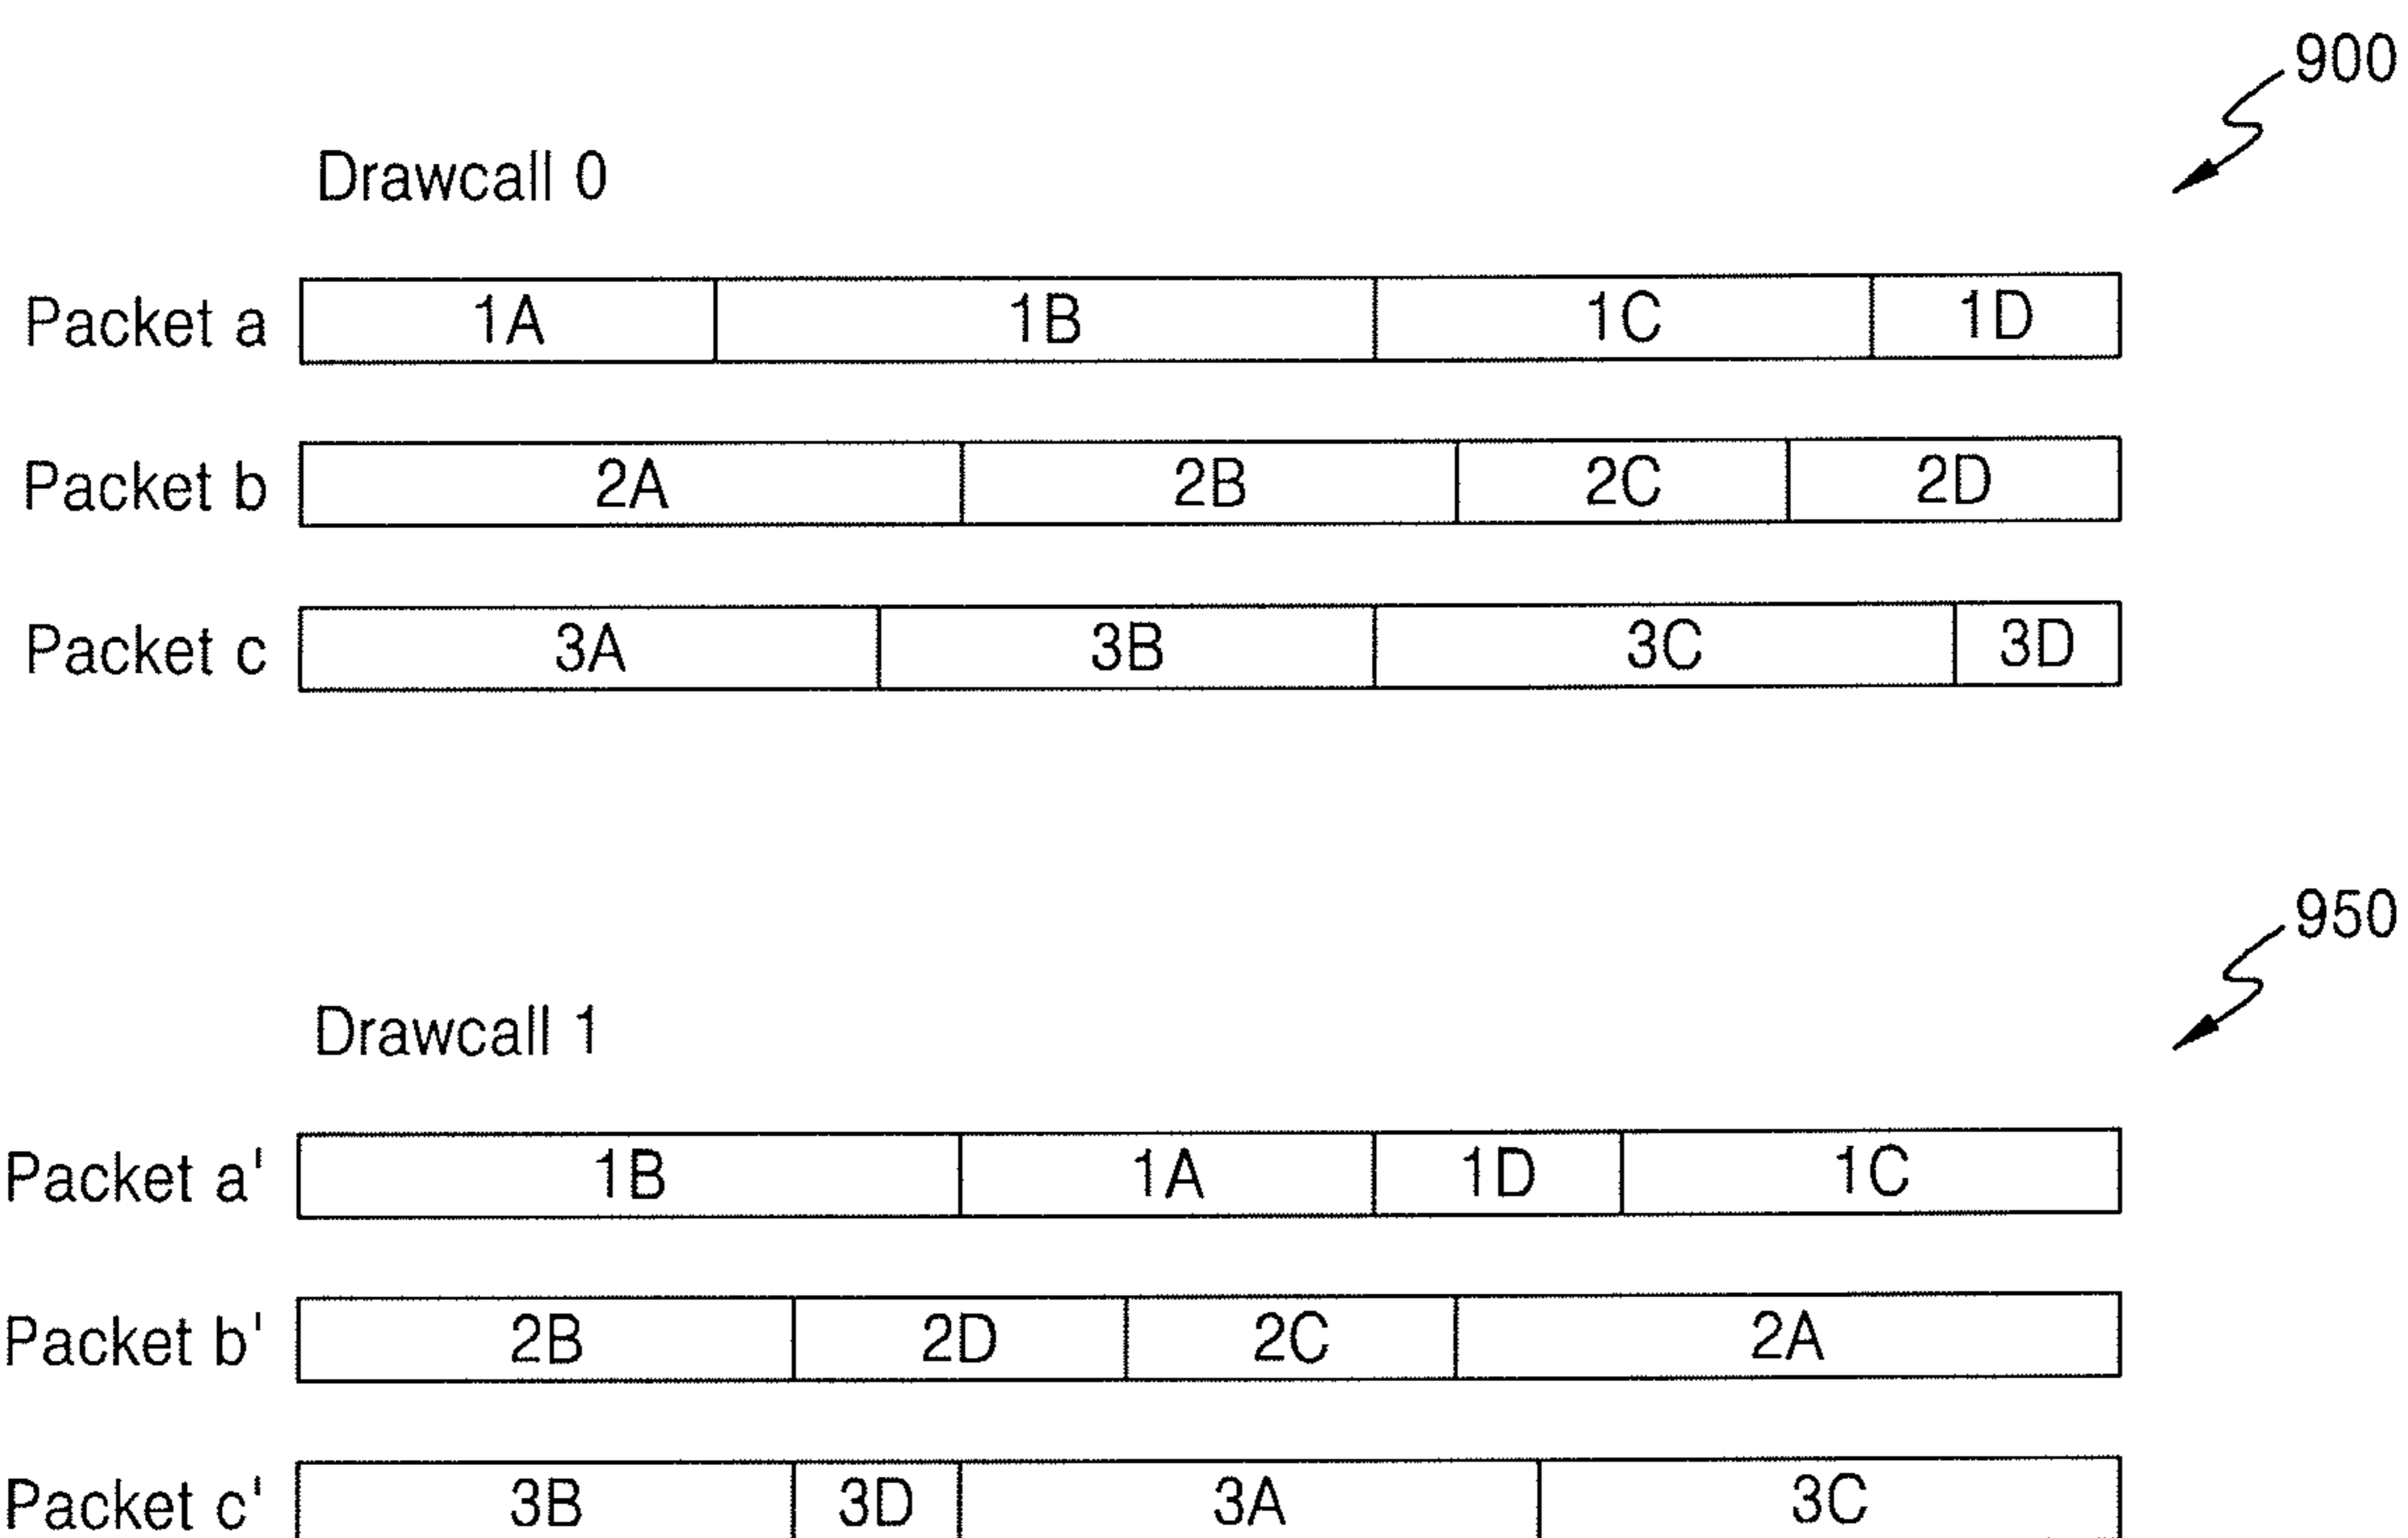 900
Drawcall 0
Packet a 1A 1B 1C 1D
Packet b 2A 2B 2C 2D
Packet c 3A 3B 3C 3D
950
Drawcall 1
Packet a' 1B 1A 1D 1C
Packet b' 2B 2D 2C 2A
Packet c' 3B 3D 3A 3C